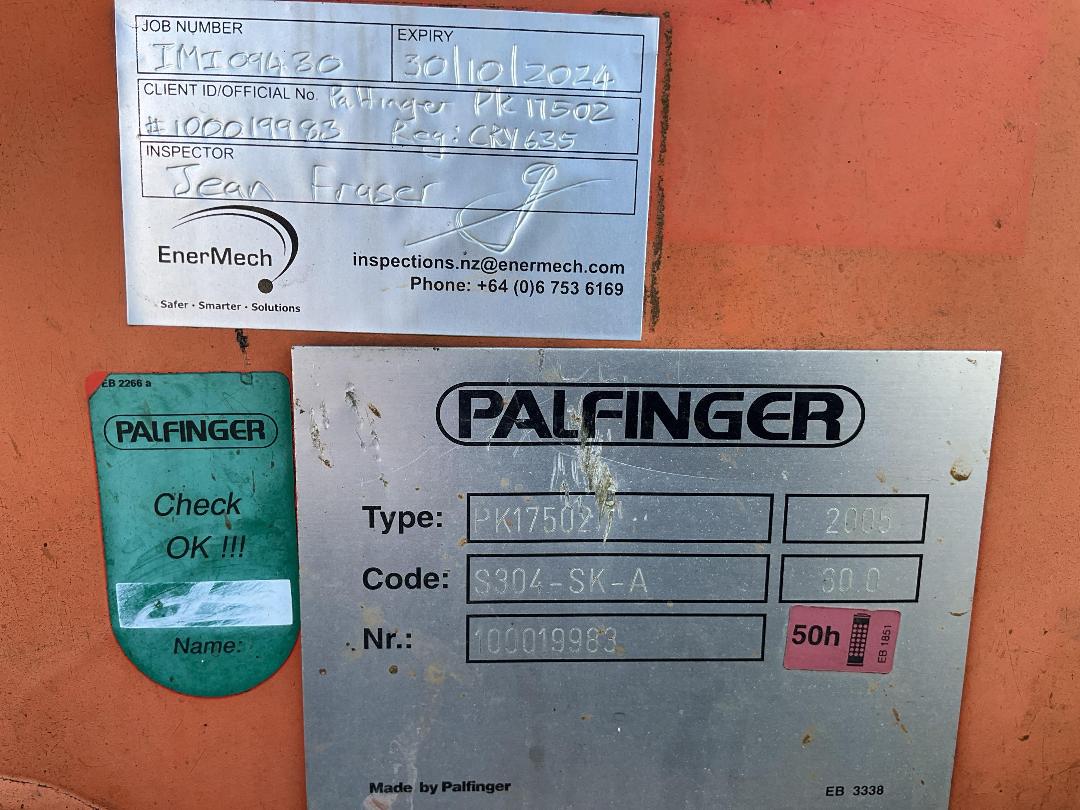 JOB NUMBER
IMI09430
EXPIRY
30/10/2024
CLIENT ID/OFFICIAL No. Palfinger PK 17502
#100019983 Reg: CRY635
INSPECTOR
Jean Fraser
EnerMech
Safer · Smarter · Solutions
inspections.nz@enermech.com
Phone: +64 (0)6 753 6169
EB 2266 a
PALFINGER
Check
OK !!!
Name:
PALFINGER
Type: PK17502 2005
Code: S304-SK-A 30.0
Nr.: 100019983
50h
EB 1851
Made by Palfinger
EB 3338